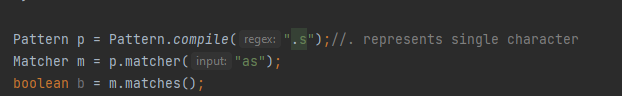 Pattern p = Pattern.compile( regex: ".s");//. represents single character
Matcher m = p.matcher( input: "as");
boolean b = m.matches();